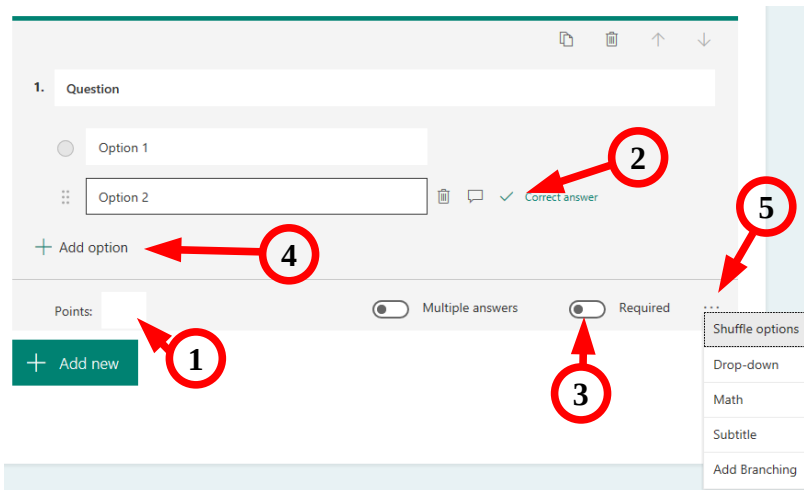 1. Question
Option 1
2
Option 2 Correct answer
5
+ Add option
4
Points: Multiple answers Required ...
Shuffle options
1
+ Add new
Drop-down
3
Math
Subtitle
Add Branching